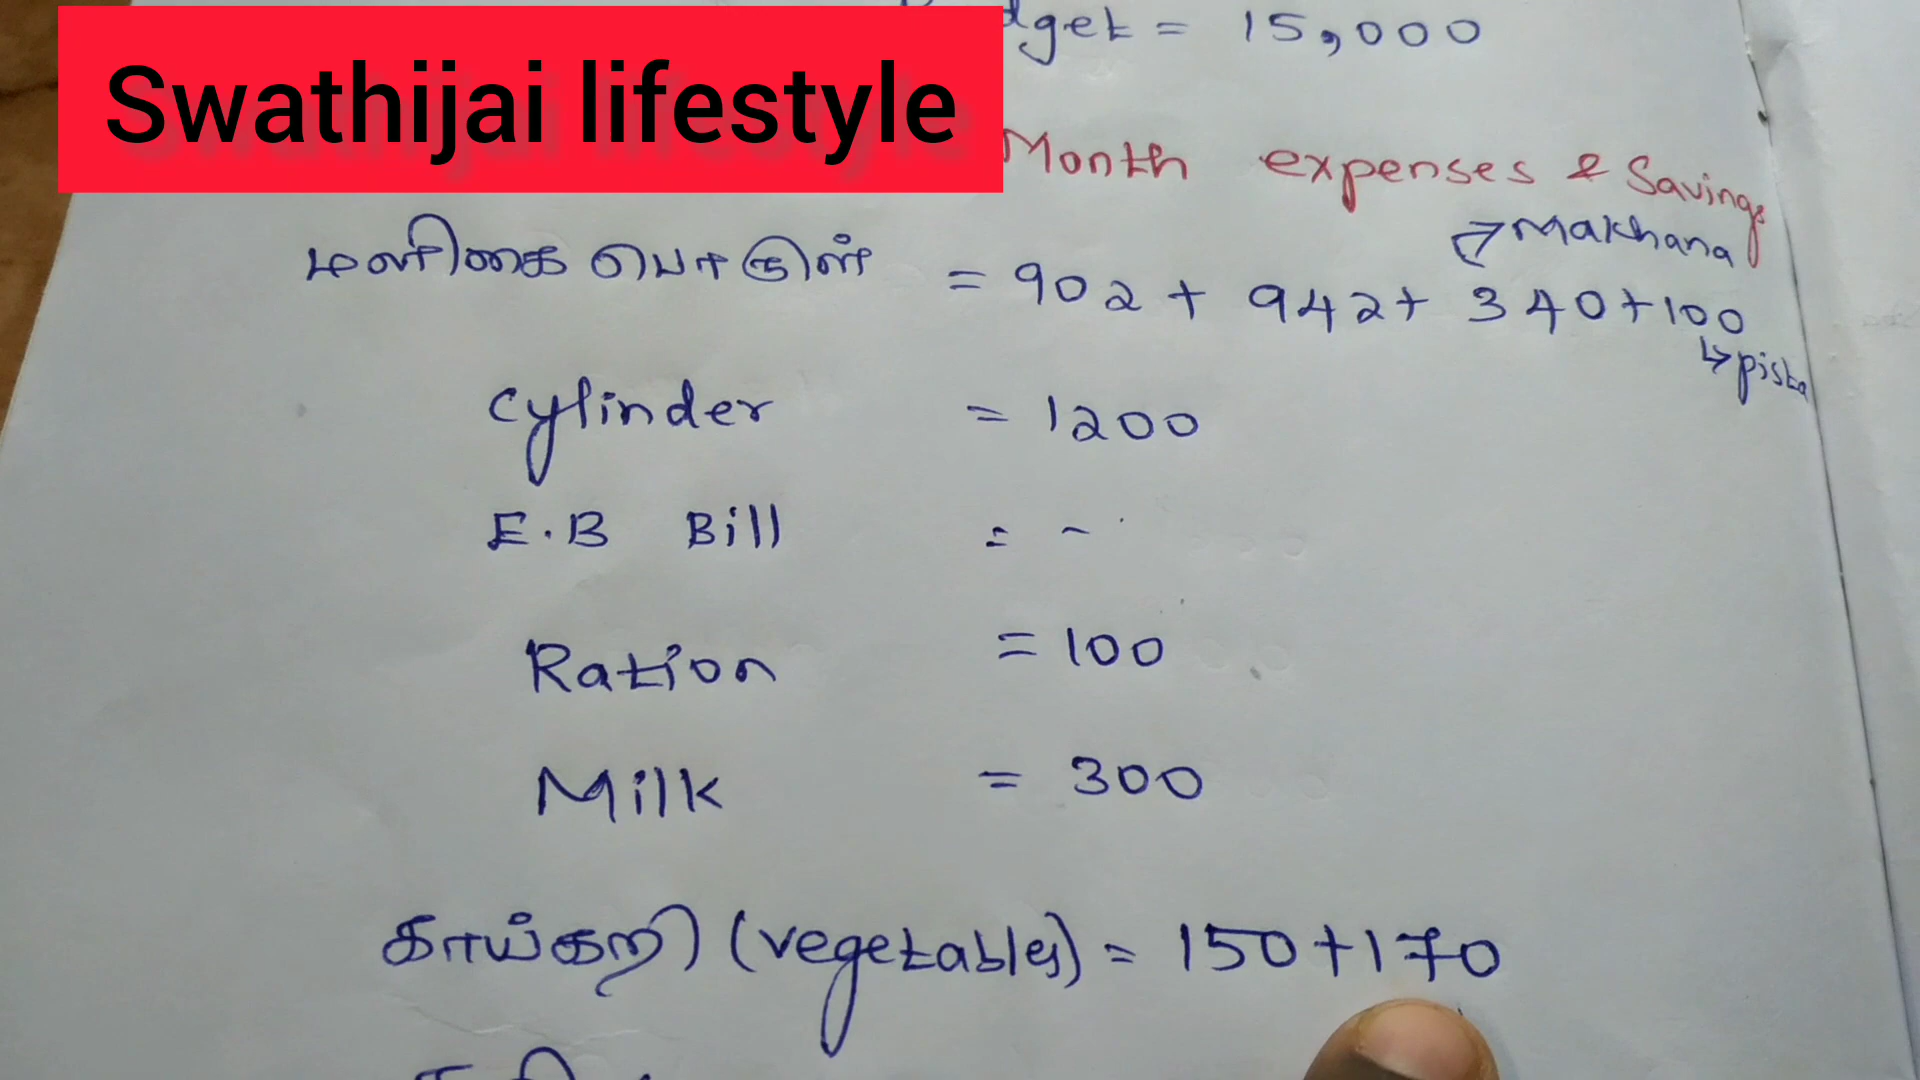 dget = 15,000
Swathijai lifestyle
Month expenses & Savings
Makhana
மளிகை பொருள் = 902 + 942 + 340 + 100
pista
Cylinder = 1200
E.B Bill = -
Ration = 100
Milk = 300
காய்கறி (vegetables) = 150 + 170